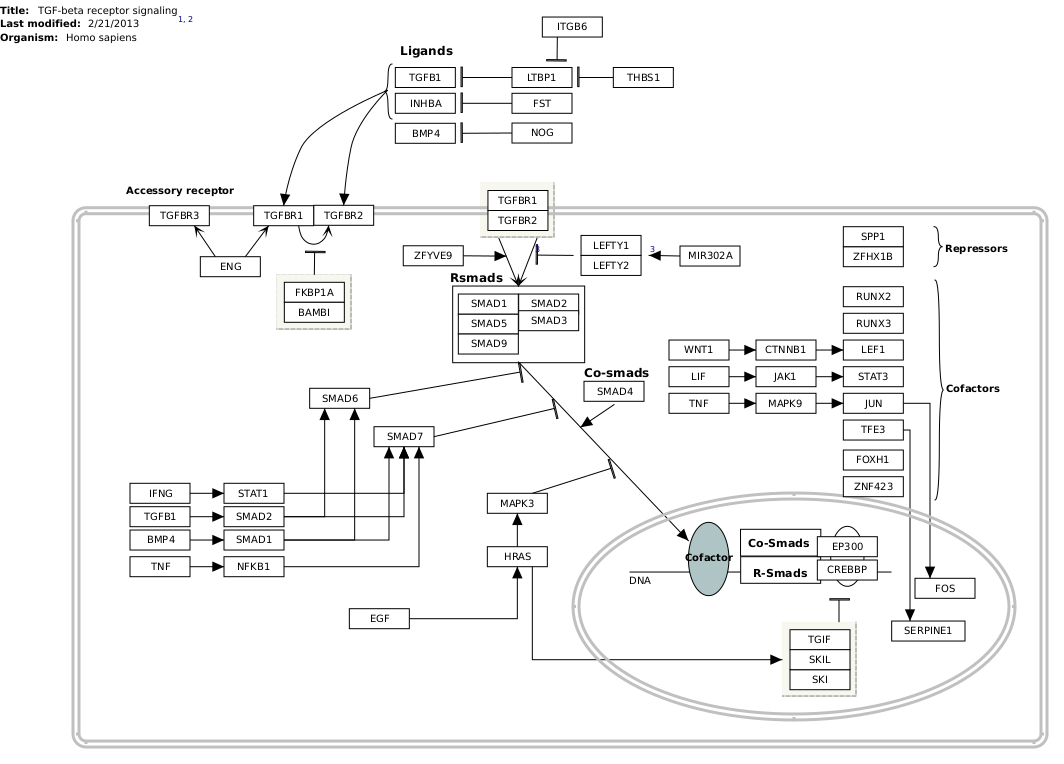 Title: TGF-beta receptor signaling
1, 2
Last modified: 2/21/2013
Organism: Homo sapiens
ITGB6
Ligands
TGFB1
LTBP1
THBS1
INHBA
FST
BMP4
NOG
Accessory receptor
TGFBR3
TGFBR1
TGFBR2
TGFBR1
TGFBR2
ENG
FKBP1A
BAMBI
ZFYVE9
3
LEFTY1
LEFTY2
3
MIR302A
SPP1
ZFHX1B
Repressors
Rsmads
SMAD1
SMAD2
SMAD5
SMAD3
SMAD9
RUNX2
RUNX3
WNT1
CTNNB1
LEF1
LIF
JAK1
STAT3
TNF
MAPK9
JUN
TFE3
FOXH1
ZNF423
Cofactors
Co-smads
SMAD4
SMAD6
SMAD7
IFNG
STAT1
TGFB1
SMAD2
BMP4
SMAD1
TNF
NFKB1
MAPK3
HRAS
EGF
Cofactor
Co-Smads
R-Smads
EP300
CREBBP
DNA
FOS
SERPINE1
TGIF
SKIL
SKI